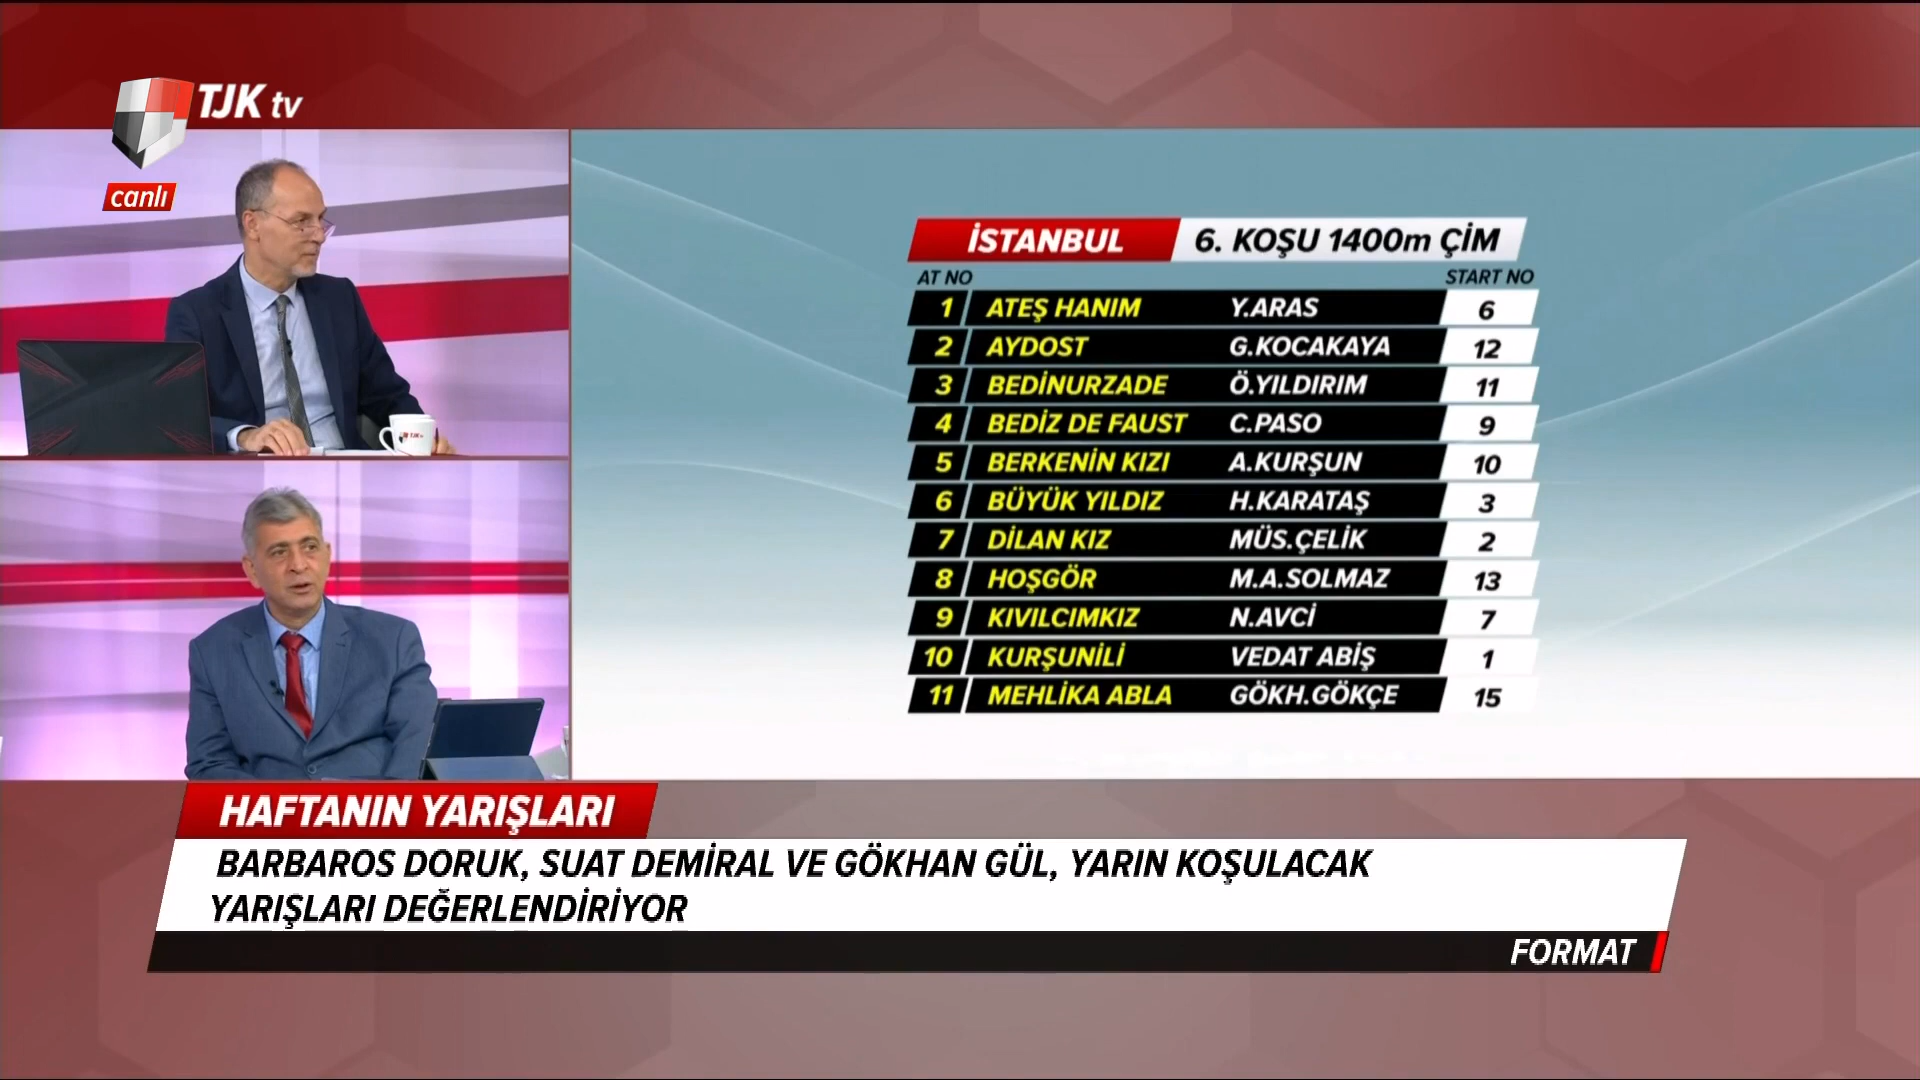 TJK tv
canlı
İSTANBUL 6. KOŞU 1400m ÇİM
AT NO START NO
1 ATEŞ HANIM Y.ARAS 6
2 AYDOST G.KOCAKAYA 12
3 BEDİNURZADE Ö.YILDIRIM 11
4 BEDİZ DE FAUST C.PASO 9
5 BERKENİN KIZI A.KURŞUN 10
6 BÜYÜK YILDIZ H.KARATAŞ 3
7 DİLAN KIZ MÜS.ÇELİK 2
8 HOŞGÖR M.A.SOLMAZ 13
9 KIVILCIMKIZ N.AVCİ 7
10 KURŞUNİLİ VEDAT ABİŞ 1
11 MEHLİKA ABLA GÖKH.GÖKÇE 15
TJK tv
HAFTANIN YARIŞLARI
BARBAROS DORUK, SUAT DEMİRAL VE GÖKHAN GÜL, YARIN KOŞULACAK
YARIŞLARI DEĞERLENDİRİYOR
FORMAT